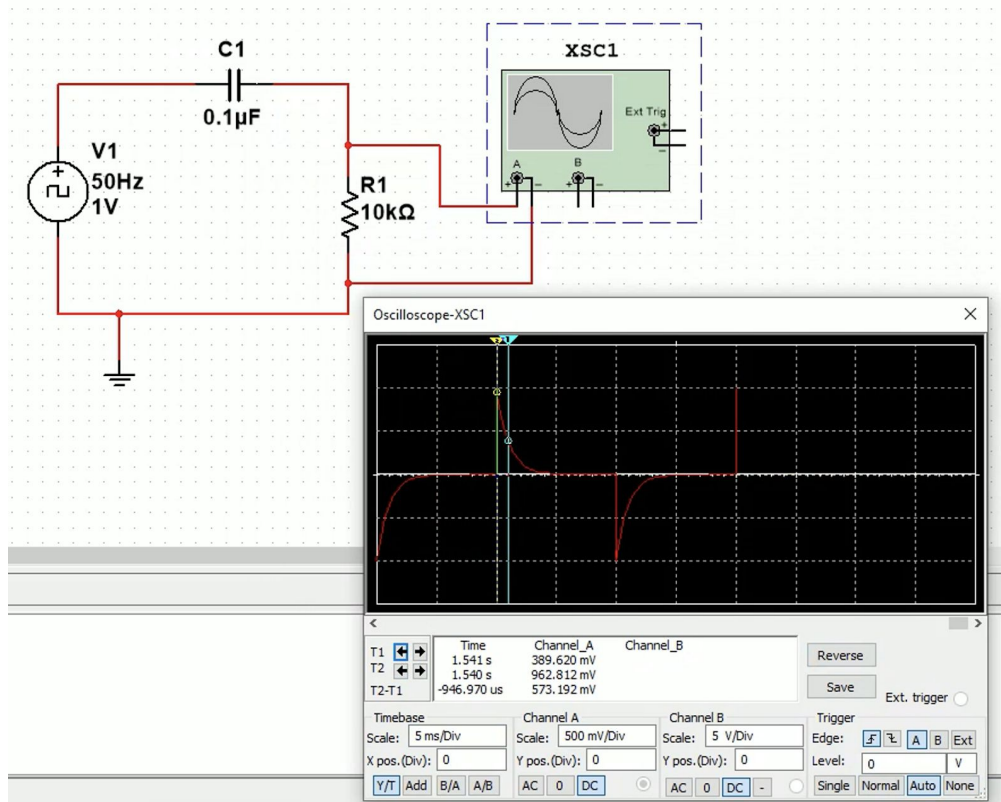 C1
0.1µF
V1
50Hz
1V
R1
10kΩ
XSC1
Ext Trig
+
−
A
B
+ − + −
Oscilloscope-XSC1
2 1
T1
T2
T2-T1
Time Channel_A Channel_B
1.541 s 389.620 mV
1.540 s 962.812 mV
-946.970 us 573.192 mV
Reverse
Save
Ext. trigger
Timebase
Scale: 5 ms/Div
X pos.(Div): 0
Y/T Add B/A A/B
Channel A
Scale: 500 mV/Div
Y pos.(Div): 0
AC 0 DC
Channel B
Scale: 5 V/Div
Y pos.(Div): 0
AC 0 DC -
Trigger
Edge: A B Ext
Level: 0 V
Single Normal Auto None